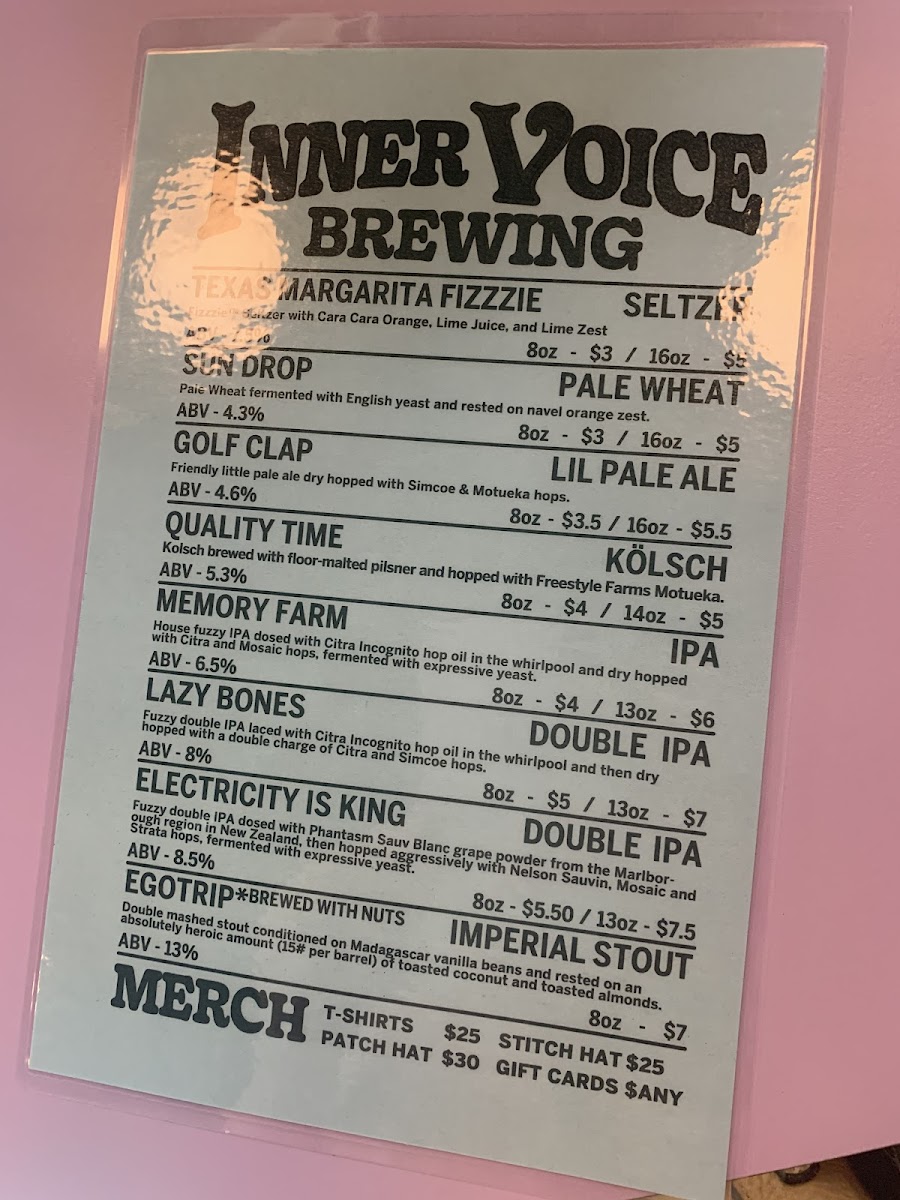 INNER VOICE
BREWING
TEXAS MARGARITA FIZZZIE SELTZER
Fizzzie Seltzer with Cara Cara Orange, Lime Juice, and Lime Zest
ABV 8oz - $3 / 16oz - $5
SUN DROP PALE WHEAT
Pale Wheat fermented with English yeast and rested on navel orange zest.
ABV - 4.3% 8oz - $3 / 16oz - $5
GOLF CLAP LIL PALE ALE
Friendly little pale ale dry hopped with Simcoe & Motueka hops.
ABV - 4.6% 8oz - $3.5 / 16oz - $5.5
QUALITY TIME KÖLSCH
Kolsch brewed with floor-malted pilsner and hopped with Freestyle Farms Motueka.
ABV - 5.3% 8oz - $4 / 14oz - $5
MEMORY FARM IPA
House fuzzy IPA dosed with Citra Incognito hop oil in the whirlpool and dry hopped
with Citra and Mosaic hops, fermented with expressive yeast.
ABV - 6.5% 8oz - $4 / 13oz - $6
LAZY BONES DOUBLE IPA
Fuzzy double IPA laced with Citra Incognito hop oil in the whirlpool and then dry
hopped with a double charge of Citra and Simcoe hops.
ABV - 8% 8oz - $5 / 13oz - $7
ELECTRICITY IS KING DOUBLE IPA
Fuzzy double IPA dosed with Phantasm Sauv Blanc grape powder from the Marlbor-
ough region in New Zealand, then hopped aggressively with Nelson Sauvin, Mosaic and
Strata hops, fermented with expressive yeast.
ABV - 8.5% 8oz - $5.50 / 13oz - $7.5
EGOTRIP*BREWED WITH NUTS IMPERIAL STOUT
Double mashed stout conditioned on Madagascar vanilla beans and rested on an
absolutely heroic amount (15# per barrel) of toasted coconut and toasted almonds.
ABV - 13% 8oz - $7
MERCH T-SHIRTS $25 STITCH HAT $25
PATCH HAT $30 GIFT CARDS $ANY